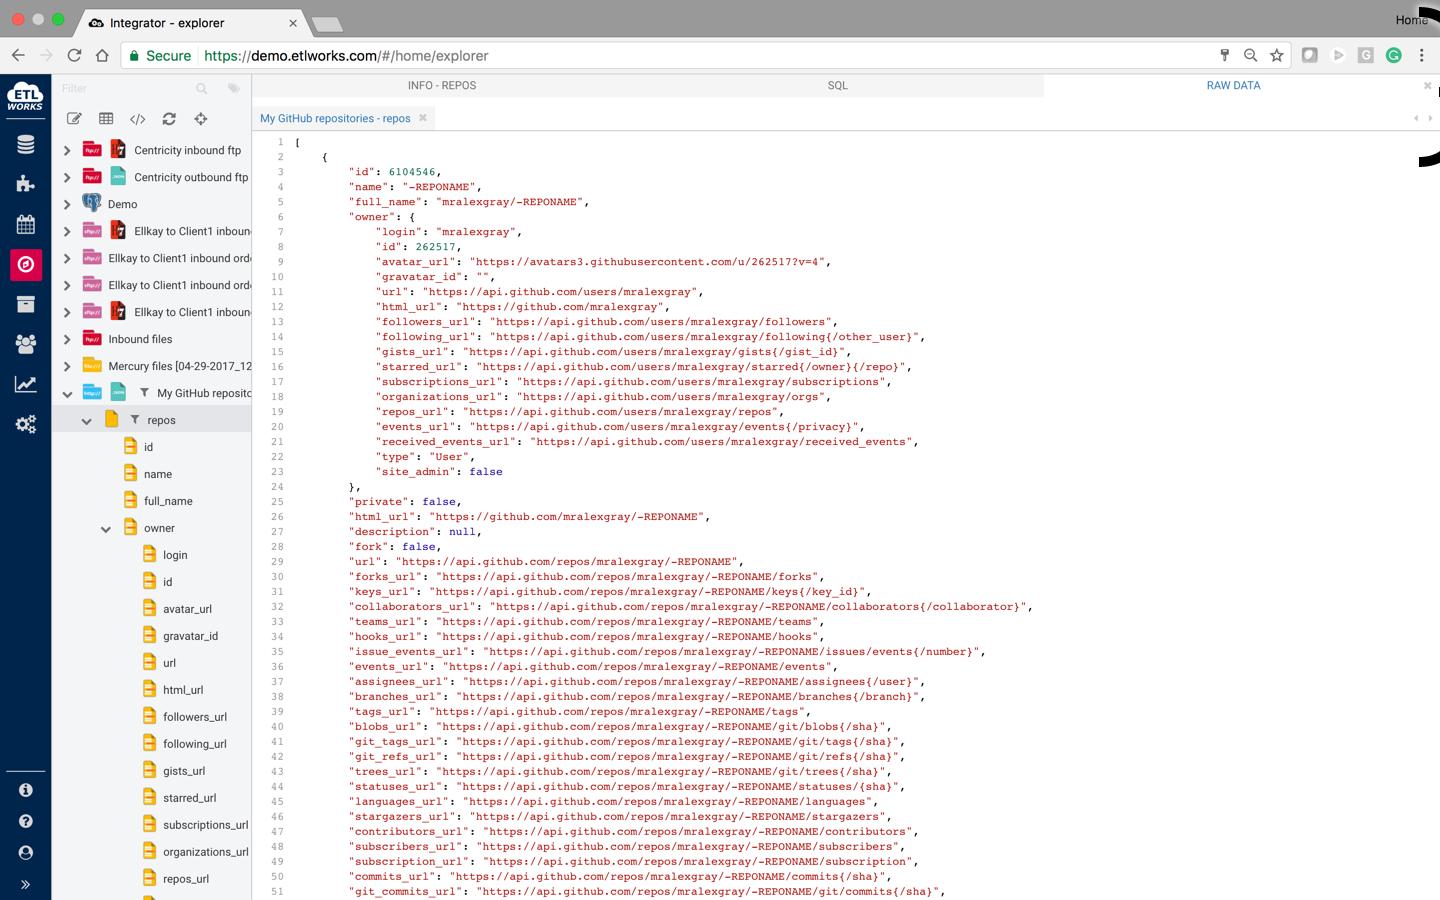 Integrator - explorer
Home
Secure
https://demo.etlworks.com/#/home/explorer
ETL
WORKS
Filter
INFO - REPOS
SQL
RAW DATA
My GitHub repositories - repos
Centricity inbound ftp
Centricity outbound ftp
Demo
Ellkay to Client1 inboun
Ellkay to Client1 inbound ord
Ellkay to Client1 inbound ord
Ellkay to Client1 inboun
Inbound files
Mercury files [04-29-2017_12
My GitHub reposito
repos
id
name
full_name
owner
login
id
avatar_url
gravatar_id
url
html_url
followers_url
following_url
gists_url
starred_url
subscriptions_url
organizations_url
repos_url
1 [
2 {
3 "id": 6104546,
4 "name": "-REPONAME",
5 "full_name": "mralexgray/-REPONAME",
6 "owner": {
7 "login": "mralexgray",
8 "id": 262517,
9 "avatar_url": "https://avatars3.githubusercontent.com/u/262517?v=4",
10 "gravatar_id": "",
11 "url": "https://api.github.com/users/mralexgray",
12 "html_url": "https://github.com/mralexgray",
13 "followers_url": "https://api.github.com/users/mralexgray/followers",
14 "following_url": "https://api.github.com/users/mralexgray/following{/other_user}",
15 "gists_url": "https://api.github.com/users/mralexgray/gists{/gist_id}",
16 "starred_url": "https://api.github.com/users/mralexgray/starred{/owner}{/repo}",
17 "subscriptions_url": "https://api.github.com/users/mralexgray/subscriptions",
18 "organizations_url": "https://api.github.com/users/mralexgray/orgs",
19 "repos_url": "https://api.github.com/users/mralexgray/repos",
20 "events_url": "https://api.github.com/users/mralexgray/events{/privacy}",
21 "received_events_url": "https://api.github.com/users/mralexgray/received_events",
22 "type": "User",
23 "site_admin": false
24 },
25 "private": false,
26 "html_url": "https://github.com/mralexgray/-REPONAME",
27 "description": null,
28 "fork": false,
29 "url": "https://api.github.com/repos/mralexgray/-REPONAME",
30 "forks_url": "https://api.github.com/repos/mralexgray/-REPONAME/forks",
31 "keys_url": "https://api.github.com/repos/mralexgray/-REPONAME/keys{/key_id}",
32 "collaborators_url": "https://api.github.com/repos/mralexgray/-REPONAME/collaborators{/collaborator}",
33 "teams_url": "https://api.github.com/repos/mralexgray/-REPONAME/teams",
34 "hooks_url": "https://api.github.com/repos/mralexgray/-REPONAME/hooks",
35 "issue_events_url": "https://api.github.com/repos/mralexgray/-REPONAME/issues/events{/number}",
36 "events_url": "https://api.github.com/repos/mralexgray/-REPONAME/events",
37 "assignees_url": "https://api.github.com/repos/mralexgray/-REPONAME/assignees{/user}",
38 "branches_url": "https://api.github.com/repos/mralexgray/-REPONAME/branches{/branch}",
39 "tags_url": "https://api.github.com/repos/mralexgray/-REPONAME/tags",
40 "blobs_url": "https://api.github.com/repos/mralexgray/-REPONAME/git/blobs{/sha}",
41 "git_tags_url": "https://api.github.com/repos/mralexgray/-REPONAME/git/tags{/sha}",
42 "git_refs_url": "https://api.github.com/repos/mralexgray/-REPONAME/git/refs{/sha}",
43 "trees_url": "https://api.github.com/repos/mralexgray/-REPONAME/git/trees{/sha}",
44 "statuses_url": "https://api.github.com/repos/mralexgray/-REPONAME/statuses/{sha}",
45 "languages_url": "https://api.github.com/repos/mralexgray/-REPONAME/languages",
46 "stargazers_url": "https://api.github.com/repos/mralexgray/-REPONAME/stargazers",
47 "contributors_url": "https://api.github.com/repos/mralexgray/-REPONAME/contributors",
48 "subscribers_url": "https://api.github.com/repos/mralexgray/-REPONAME/subscribers",
49 "subscription_url": "https://api.github.com/repos/mralexgray/-REPONAME/subscription",
50 "commits_url": "https://api.github.com/repos/mralexgray/-REPONAME/commits{/sha}",
51 "git_commits_url": "https://api.github.com/repos/mralexgray/-REPONAME/git/commits{/sha}",